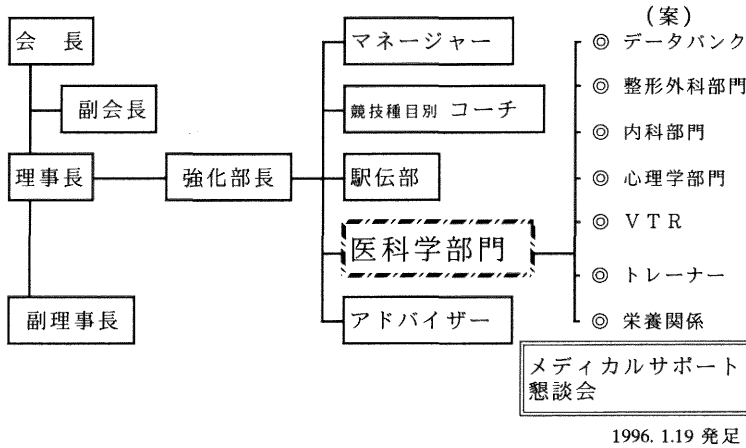 (案)
会 長
副会長
理事長
副理事長
強化部長
マネージャー
競技種目別 コーチ
駅伝部
医科学部門
アドバイザー
◎ データバンク
◎ 整形外科部門
◎ 内科部門
◎ 心理学部門
◎ VTR
◎ トレーナー
◎ 栄養関係
メディカルサポート
懇談会
1996. 1.19 発足